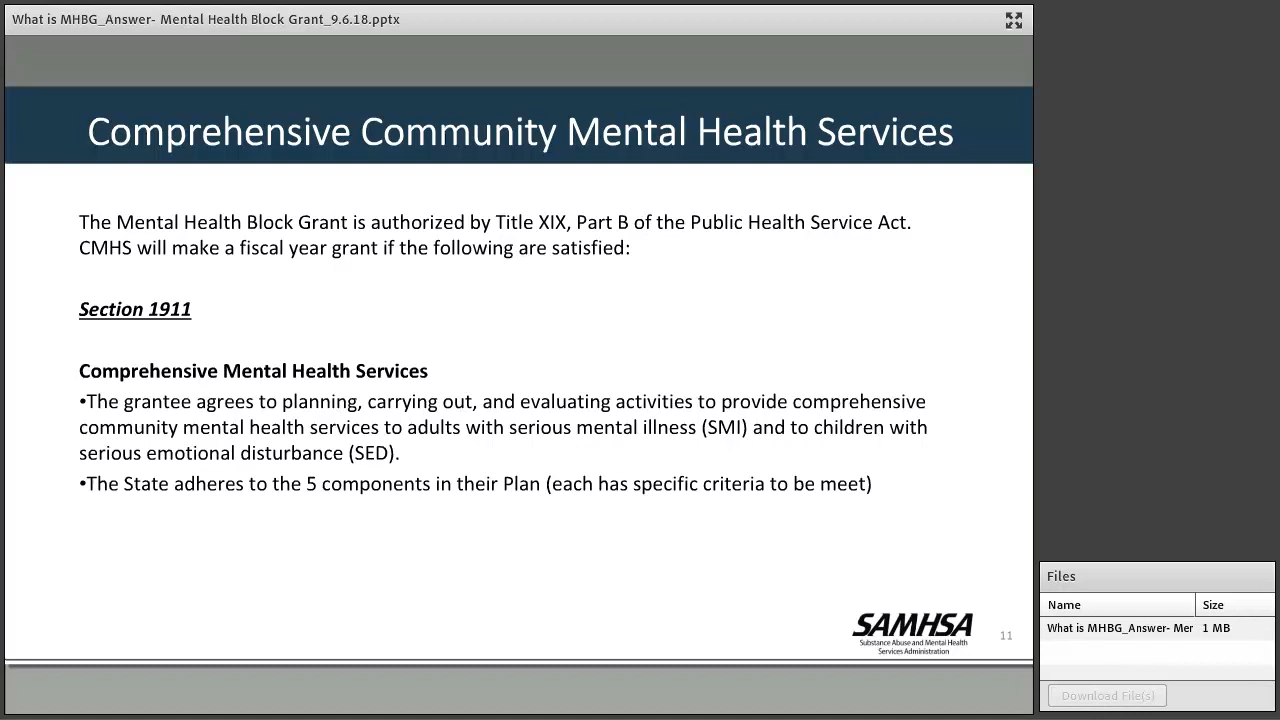 What is MHBG_Answer- Mental Health Block Grant_9.6.18.pptx
Comprehensive Community Mental Health Services
The Mental Health Block Grant is authorized by Title XIX, Part B of the Public Health Service Act.
CMHS will make a fiscal year grant if the following are satisfied:
Section 1911
Comprehensive Mental Health Services
•The grantee agrees to planning, carrying out, and evaluating activities to provide comprehensive
community mental health services to adults with serious mental illness (SMI) and to children with
serious emotional disturbance (SED).
•The State adheres to the 5 components in their Plan (each has specific criteria to be meet)
SAMHSA
Substance Abuse and Mental Health
Services Administration
11
Files
Name Size
What is MHBG_Answer- Mer 1 MB
Download File(s)